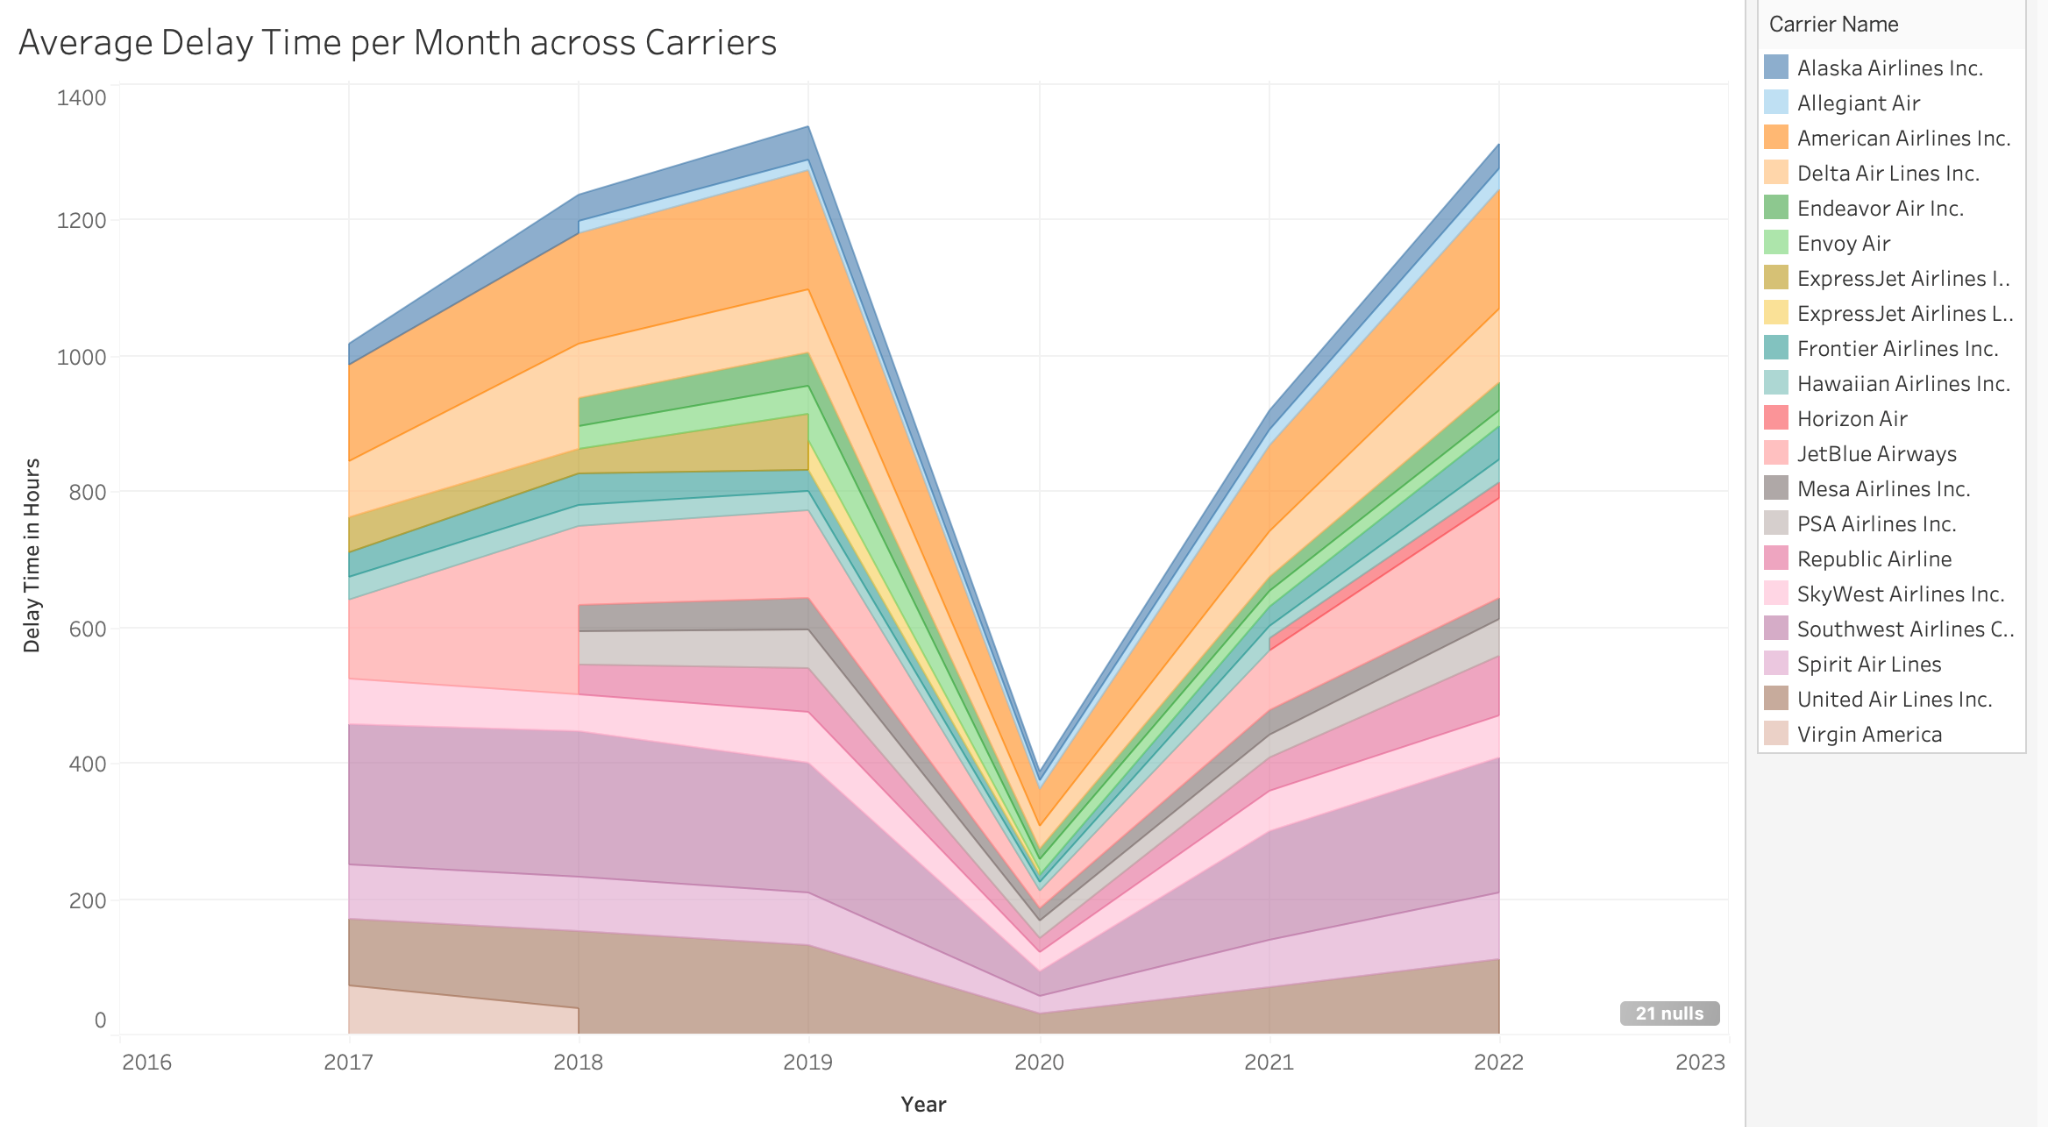 Average Delay Time per Month across Carriers
Delay Time in Hours
1400
1200
1000
800
600
400
200
0
2016 2017 2018 2019 2020 2021 2022 2023
Year
21 nulls
Carrier Name
Alaska Airlines Inc.
Allegiant Air
American Airlines Inc.
Delta Air Lines Inc.
Endeavor Air Inc.
Envoy Air
ExpressJet Airlines I..
ExpressJet Airlines L..
Frontier Airlines Inc.
Hawaiian Airlines Inc.
Horizon Air
JetBlue Airways
Mesa Airlines Inc.
PSA Airlines Inc.
Republic Airline
SkyWest Airlines Inc.
Southwest Airlines C..
Spirit Air Lines
United Air Lines Inc.
Virgin America